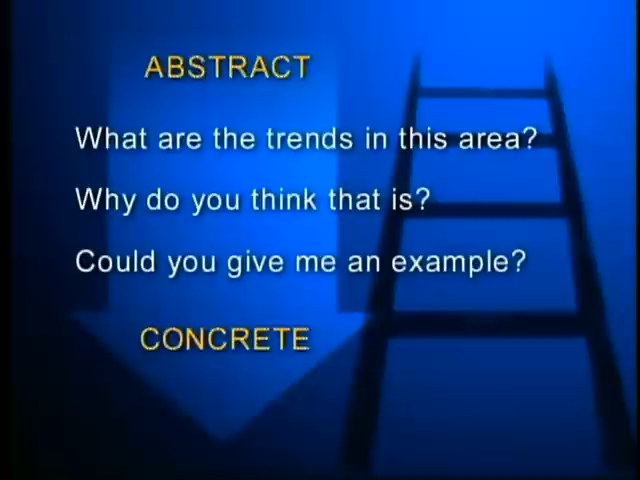 ABSTRACT
What are the trends in this area?
Why do you think that is?
Could you give me an example?
CONCRETE